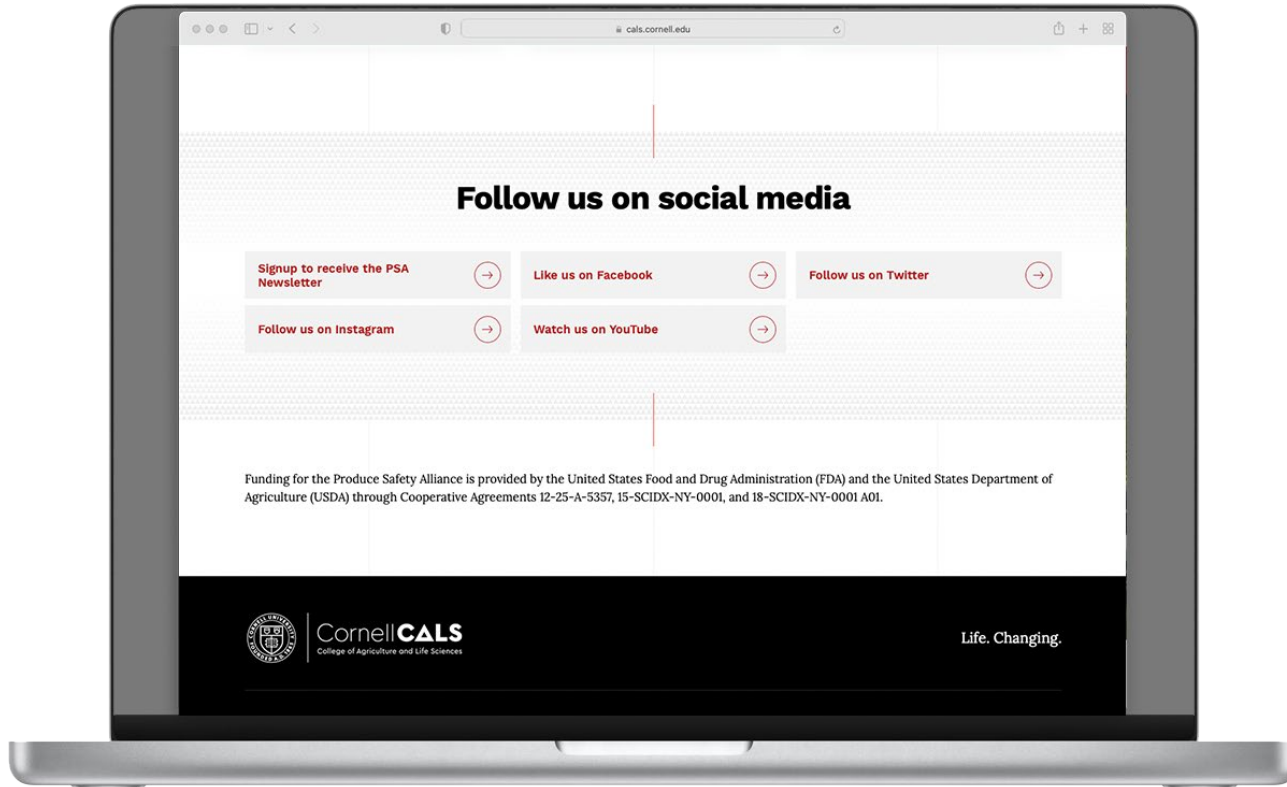 cals.cornell.edu
Follow us on social media
Signup to receive the PSA
Newsletter
Like us on Facebook
Follow us on Twitter
Follow us on Instagram
Watch us on YouTube
Funding for the Produce Safety Alliance is provided by the United States Food and Drug Administration (FDA) and the United States Department of
Agriculture (USDA) through Cooperative Agreements 12-25-A-5357, 15-SCIDX-NY-0001, and 18-SCIDX-NY-0001 A01.
CORNELL UNIVERSITY
FOUNDED A.D. 1865
CornellCALS
College of Agriculture and Life Sciences
Life. Changing.